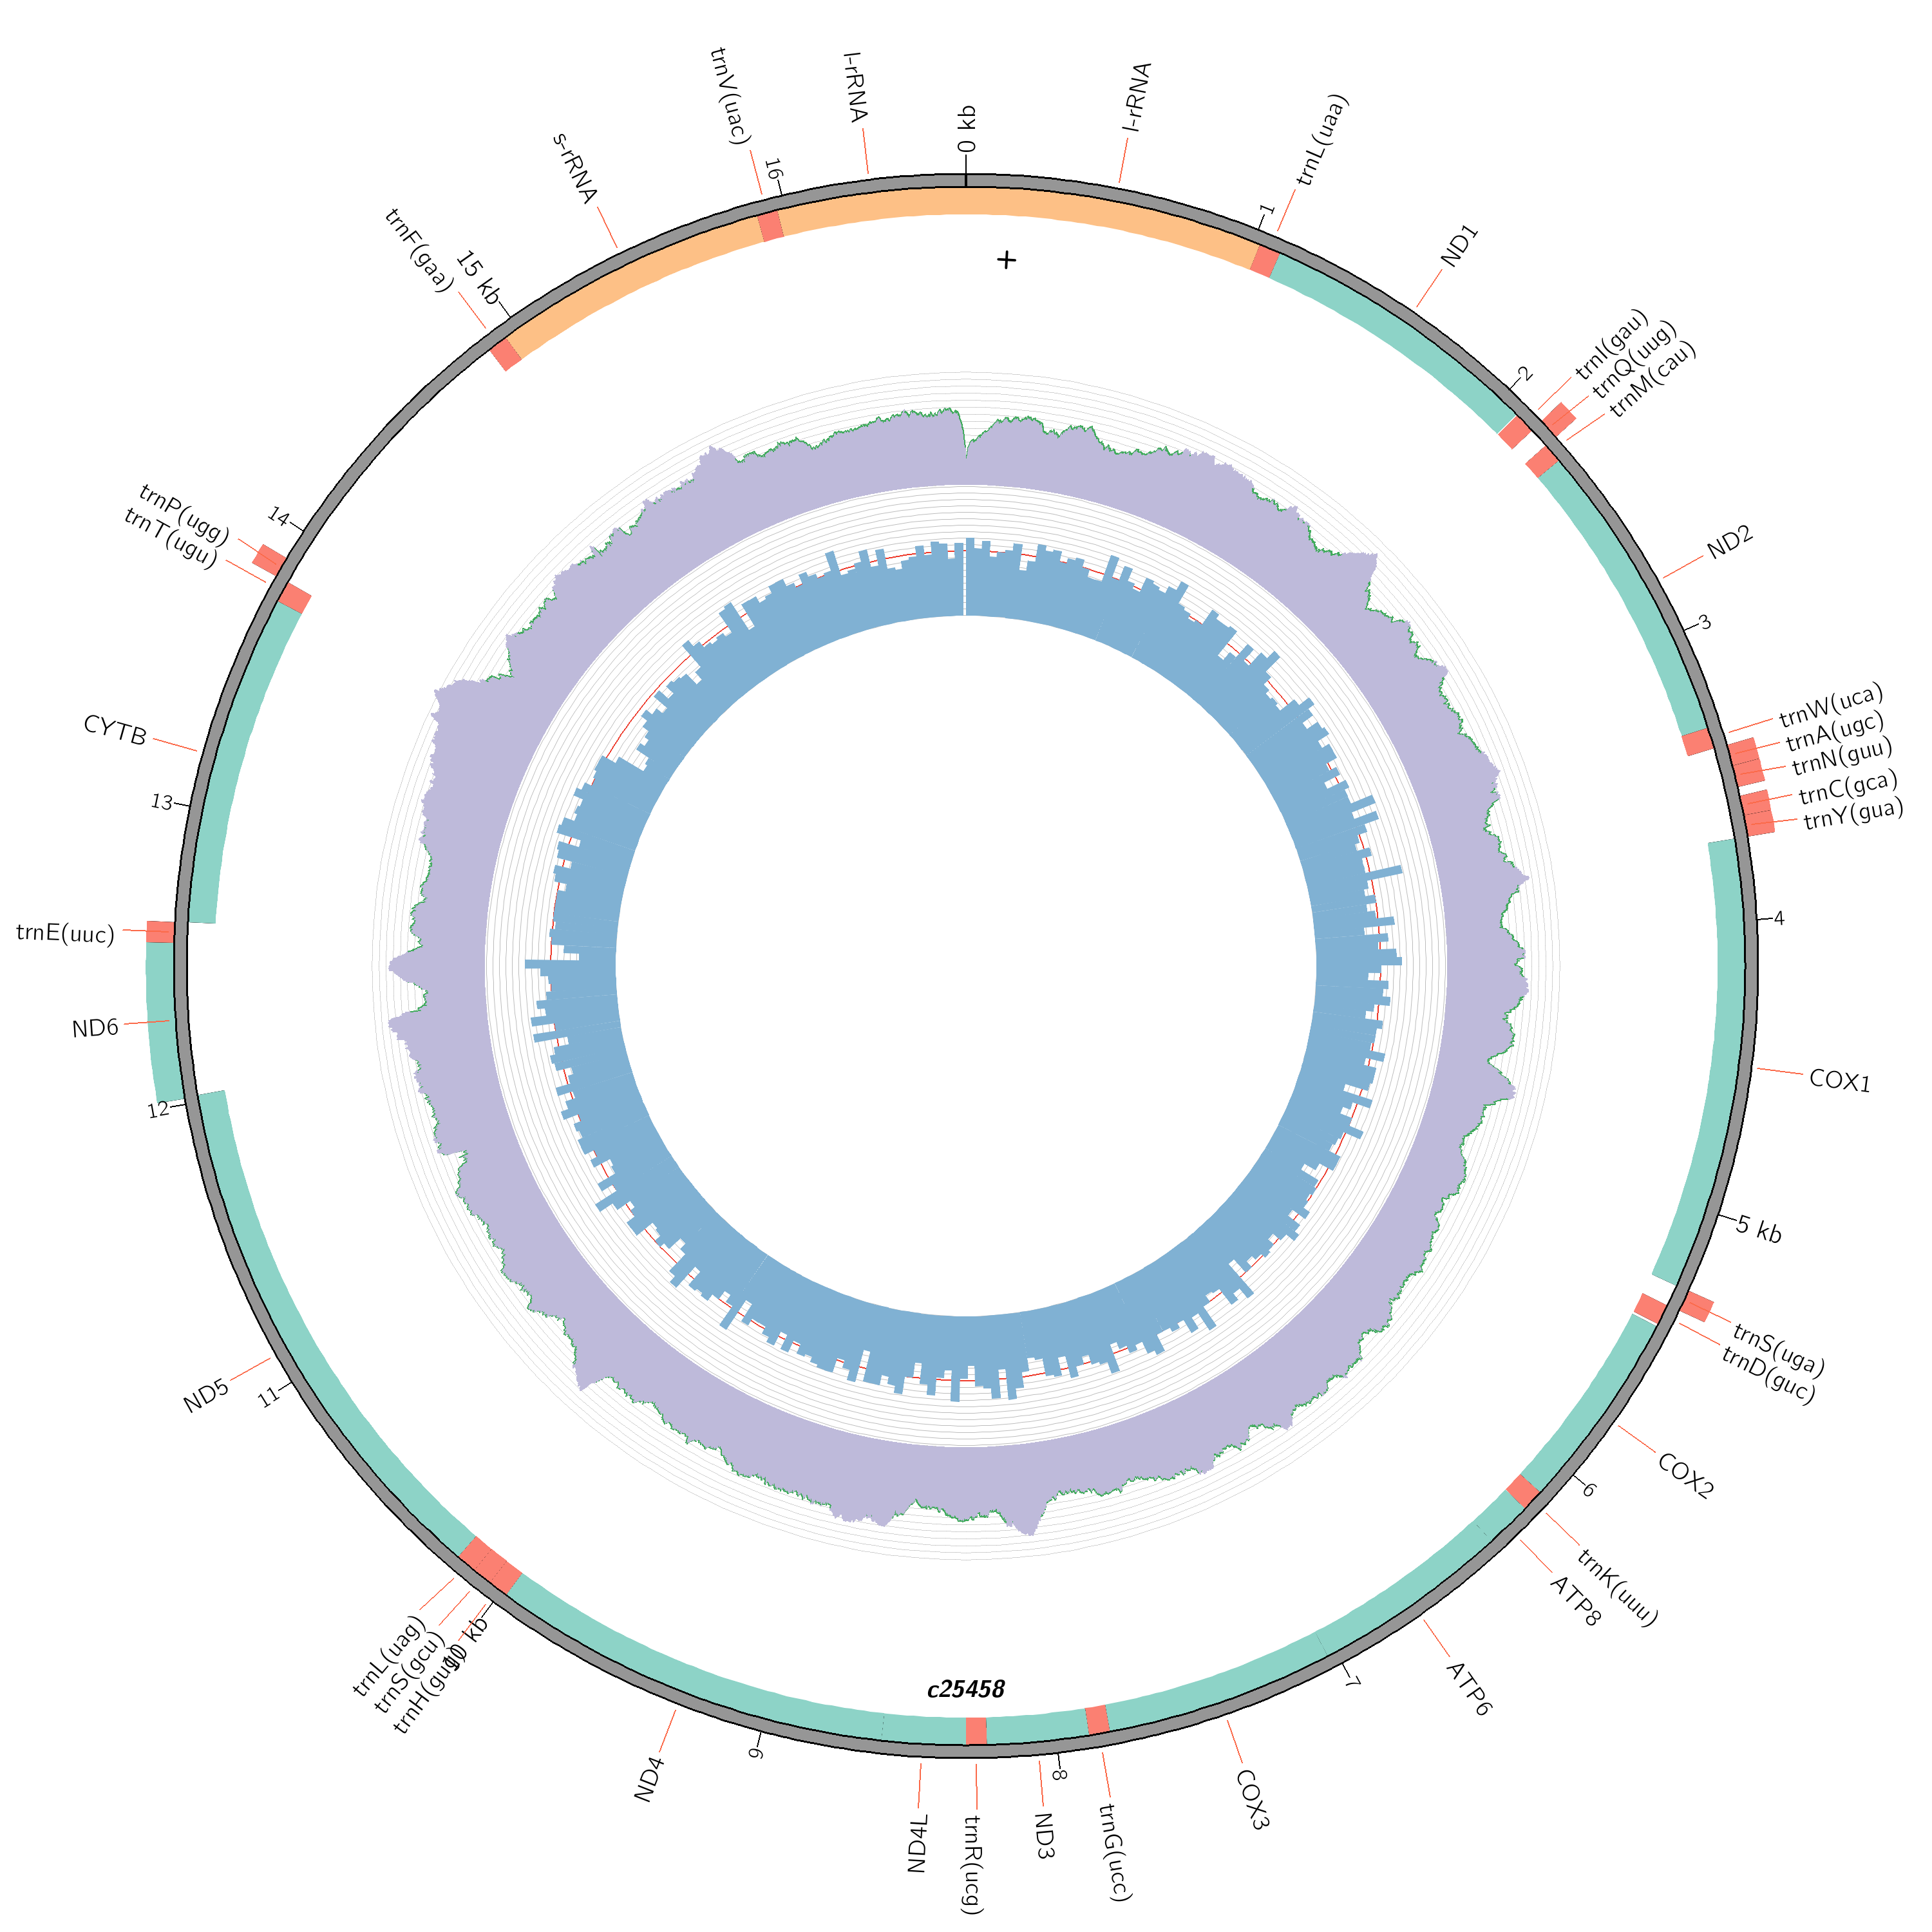 0 kb
l-rRNA
1
trnL(uaa)
ND1
2
trnI(gau)
trnQ(uug)
trnM(cau)
ND2
3
trnW(uca)
trnA(ugc)
trnN(guu)
trnC(gca)
trnY(gua)
4
COX1
5 kb
trnS(uga)
trnD(guc)
COX2
6
trnK(uuu)
ATP8
ATP6
7
COX3
trnG(ucc)
8
ND3
trnR(ucg)
ND4L
9
ND4
10 kb
trnH(gug)
trnS(gcu)
trnL(uag)
11
ND5
12
ND6
trnE(uuc)
13
CYTB
trnT(ugu)
trnP(ugg)
14
trnF(gaa)
15 kb
s-rRNA
trnV(uac)
16
l-rRNA
+
c25458